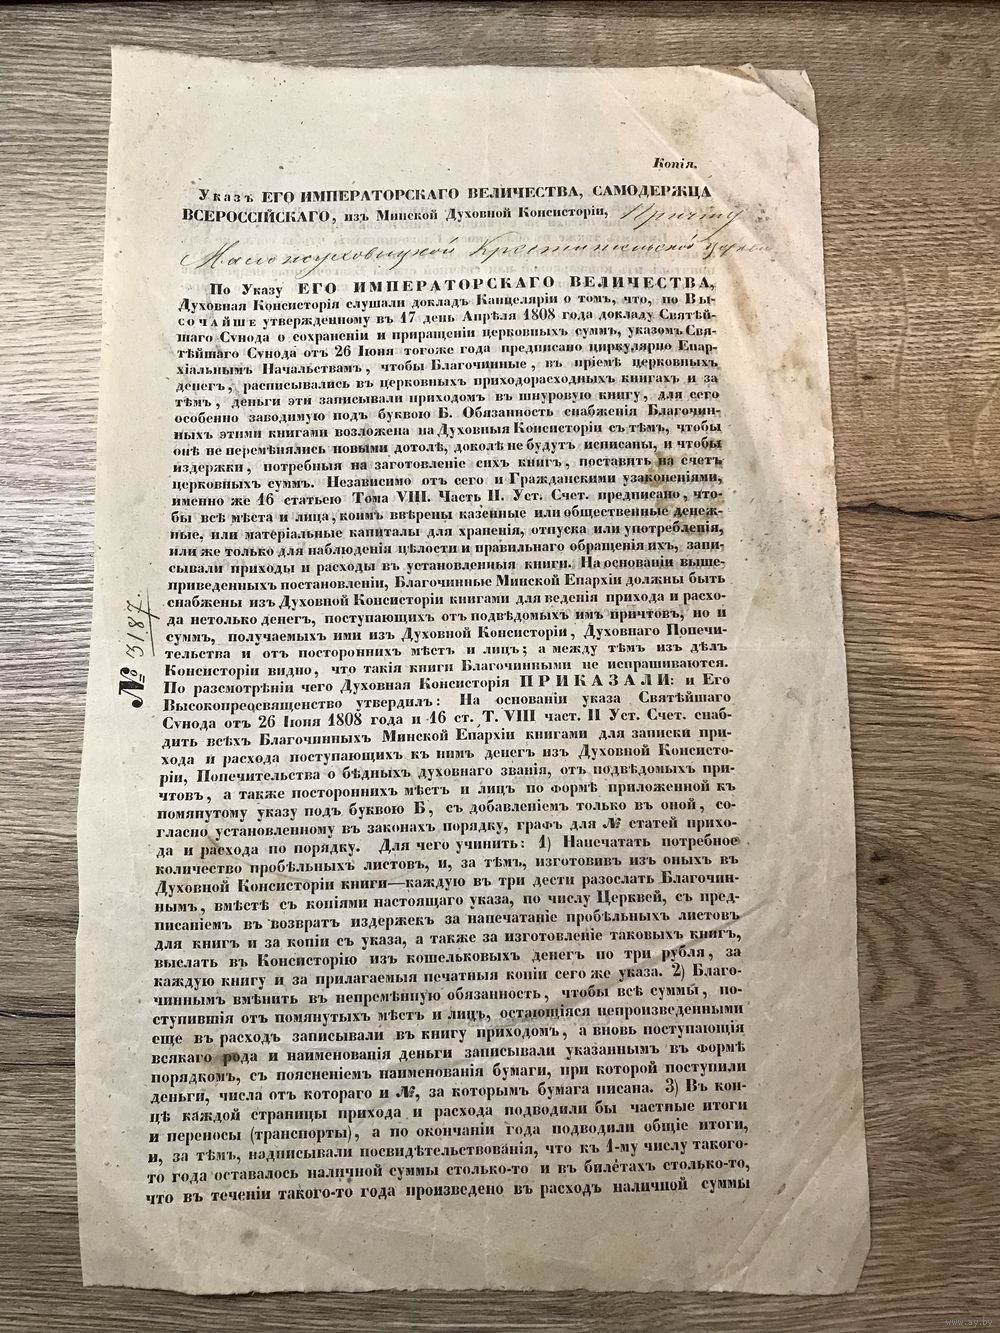 Копія.
Указъ ЕГО ИМПЕРАТОРСКАГО ВЕЛИЧЕСТВА, САМОДЕРЖЦА
ВСЕРОССІЙСКАГО, изъ Минской Духовной Консисторіи, Причту
Крестительской церкви
По Указу ЕГО ИМПЕРАТОРСКАГО ВЕЛИЧЕСТВА,
Духовная Консисторія слушали докладъ Канцеляріи о томъ, что, по Вы-
СОЧАЙШЕ утвержденному въ 17 день Апрѣля 1808 года докладу Святѣй-
шаго Сѵнода о сохраненіи и приращеніи церковныхъ суммъ, указомъ Свя-
тѣйшаго Сѵнода отъ 26 Іюня тогоже года предписано циркулярно Епар-
хіальнымъ Начальствамъ, чтобы Благочинные, въ пріемѣ церковныхъ
денегъ, расписывались въ церковныхъ приходорасходныхъ книгахъ и за
тѣмъ, деньги эти записывали приходомъ въ шнуровую книгу, для сего
особенно заводимую подъ буквою Б. Обязанность снабженія Благочин-
ныхъ этими книгами возложена на Духовныя Консисторіи съ тѣмъ, чтобы
онѣ не перемѣнялись новыми дотолѣ, доколѣ не будутъ исписаны, и чтобы
издержки, потребныя на заготовленіе сихъ книгъ, поставить на счетъ
церковныхъ суммъ. Независимо отъ сего и Гражданскими узаконеніями,
именно же 16 статьею Тома VIII. Часть II. Уст. Счет. предписано, что-
бы всѣ мѣста и лица, коимъ ввѣрены казенные или общественные денеж-
ные, или матеріальные капиталы для храненія, отпуска или употребленія,
или же только для наблюденія цѣлости и правильнаго обращенія ихъ, запи-
сывали приходы и расходы въ установленныя книги. На основаніи выше-
приведенныхъ постановленій, Благочинные Минской Епархіи должны быть
снабжены изъ Духовной Консисторіи книгами для веденія прихода и расхо-
да нетолько денегъ, поступающихъ отъ подвѣдомыхъ имъ причтовъ, но и
суммъ, получаемыхъ ими изъ Духовной Консисторіи, Духовнаго Попечи-
тельства и отъ постороннихъ мѣстъ и лицъ; а между тѣмъ изъ дѣлъ
Консисторіи видно, что такія книги Благочинными не испрашиваются.
По разсмотрѣніи чего Духовная Консисторія ПРИКАЗАЛИ: и Его
Высокопреосвященство утвердилъ: На основаніи указа Святѣйшаго
Сѵнода отъ 26 Іюня 1808 года и 16 ст. Т. VIII част. II Уст. Счет. снаб-
дить всѣхъ Благочинныхъ Минской Епархіи книгами для записки при-
хода и расхода поступающихъ къ нимъ денегъ изъ Духовной Консисто-
ріи, Попечительства о бѣдныхъ духовнаго званія, отъ подвѣдомыхъ при-
чтовъ, а также постороннихъ мѣстъ и лицъ по формѣ приложенной къ
помянутому указу подъ буквою Б, съ добавленіемъ только въ оной, со-
гласно установленному въ законахъ порядку, графъ для № статей прихо-
да и расхода по порядку. Для чего учинить: 1) Напечатать потребное
количество пробѣльныхъ листовъ, и, за тѣмъ, изготовивъ изъ оныхъ въ
Духовной Консисторіи книги—каждую въ три дести разослать Благочин-
нымъ, вмѣстѣ съ копіями настоящаго указа, по числу Церквей, съ пред-
писаніемъ въ возвратъ издержекъ за напечатаніе пробѣльныхъ листовъ
для книгъ и за копіи съ указа, а также за изготовленіе таковыхъ книгъ,
выслать въ Консисторію изъ кошельковыхъ денегъ по три рубля, за
каждую книгу и за прилагаемыя печатныя копіи сего же указа. 2) Благо-
чиннымъ вмѣнить въ непремѣнную обязанность, чтобы всѣ суммы, по-
ступившія отъ помянутыхъ мѣстъ и лицъ, остающіяся непроизведенными
еще въ расходъ записывали въ книгу приходомъ, а вновь поступающія
всякаго рода и наименованія деньги записывали указаннымъ въ формѣ
порядкомъ, съ поясненіемъ наименованія бумаги, при которой поступили
деньги, числа отъ котораго и №, за которымъ бумага писана. 3) Въ кон-
цѣ каждой страницы прихода и расхода подводили бы частные итоги
и переносы (транспорты), а по окончаніи года подводили общіе итоги,
и, за тѣмъ, надписывали посвидѣтельствованія, что къ 1-му числу такого-
то года оставалось наличной суммы столько-то и въ билетахъ столько-то,
что въ теченіи такого-то года произведено въ расходъ наличной суммы
№ 3187.
www.ay.by